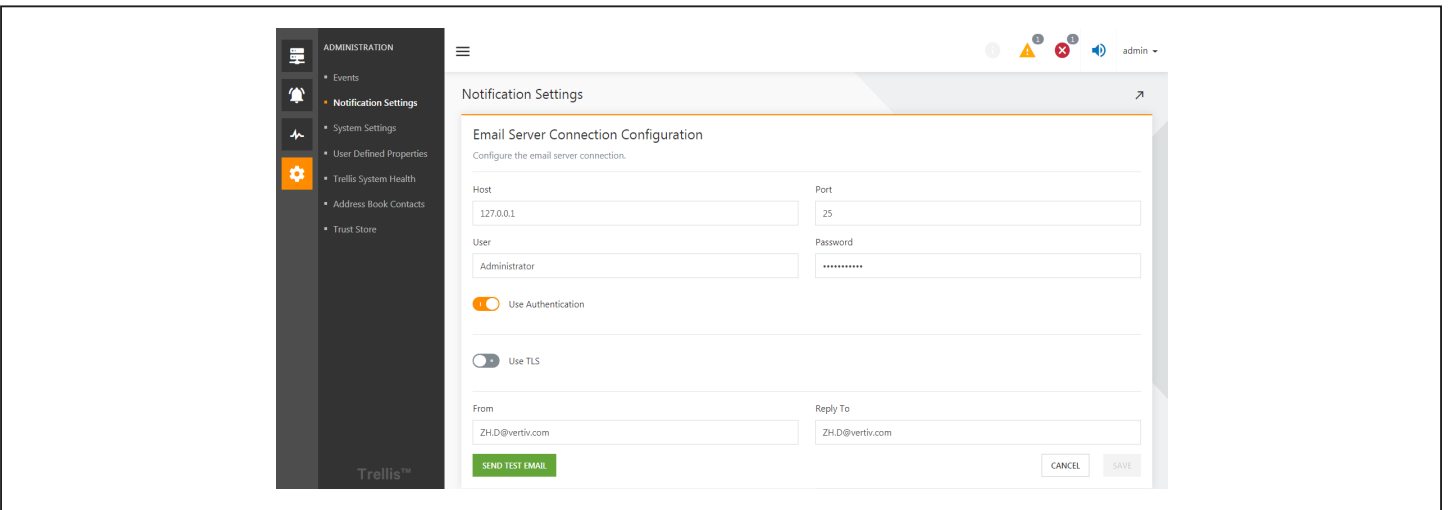 ADMINISTRATION
Events
Notification Settings
System Settings
User Defined Properties
Trellis System Health
Address Book Contacts
Trust Store
Trellis™
1
1
admin
Notification Settings
Email Server Connection Configuration
Configure the email server connection.
Host
Port
127.0.0.1
25
User
Password
Administrator
•••••••••••
Use Authentication
Use TLS
From
Reply To
ZH.D@vertiv.com
ZH.D@vertiv.com
SEND TEST EMAIL
CANCEL
SAVE